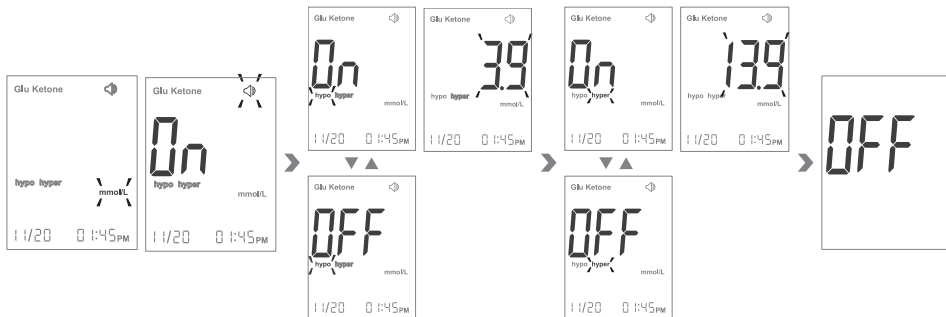 Glu Ketone
hypo hyper
mmol/L
11/20 01:45PM
Glu Ketone
On
hypo hyper
mmol/L
11/20 01:45PM
Glu Ketone
On
hypo hyper
mmol/L
11/20 01:45PM
Glu Ketone
3.9
hypo hyper
mmol/L
11/20 01:45PM
Glu Ketone
OFF
hypo hyper
mmol/L
11/20 01:45PM
Glu Ketone
On
hypo hyper
mmol/L
11/20 01:45PM
Glu Ketone
13.9
hypo hyper
mmol/L
11/20 01:45PM
Glu Ketone
OFF
hypo hyper
mmol/L
11/20 01:45PM
OFF